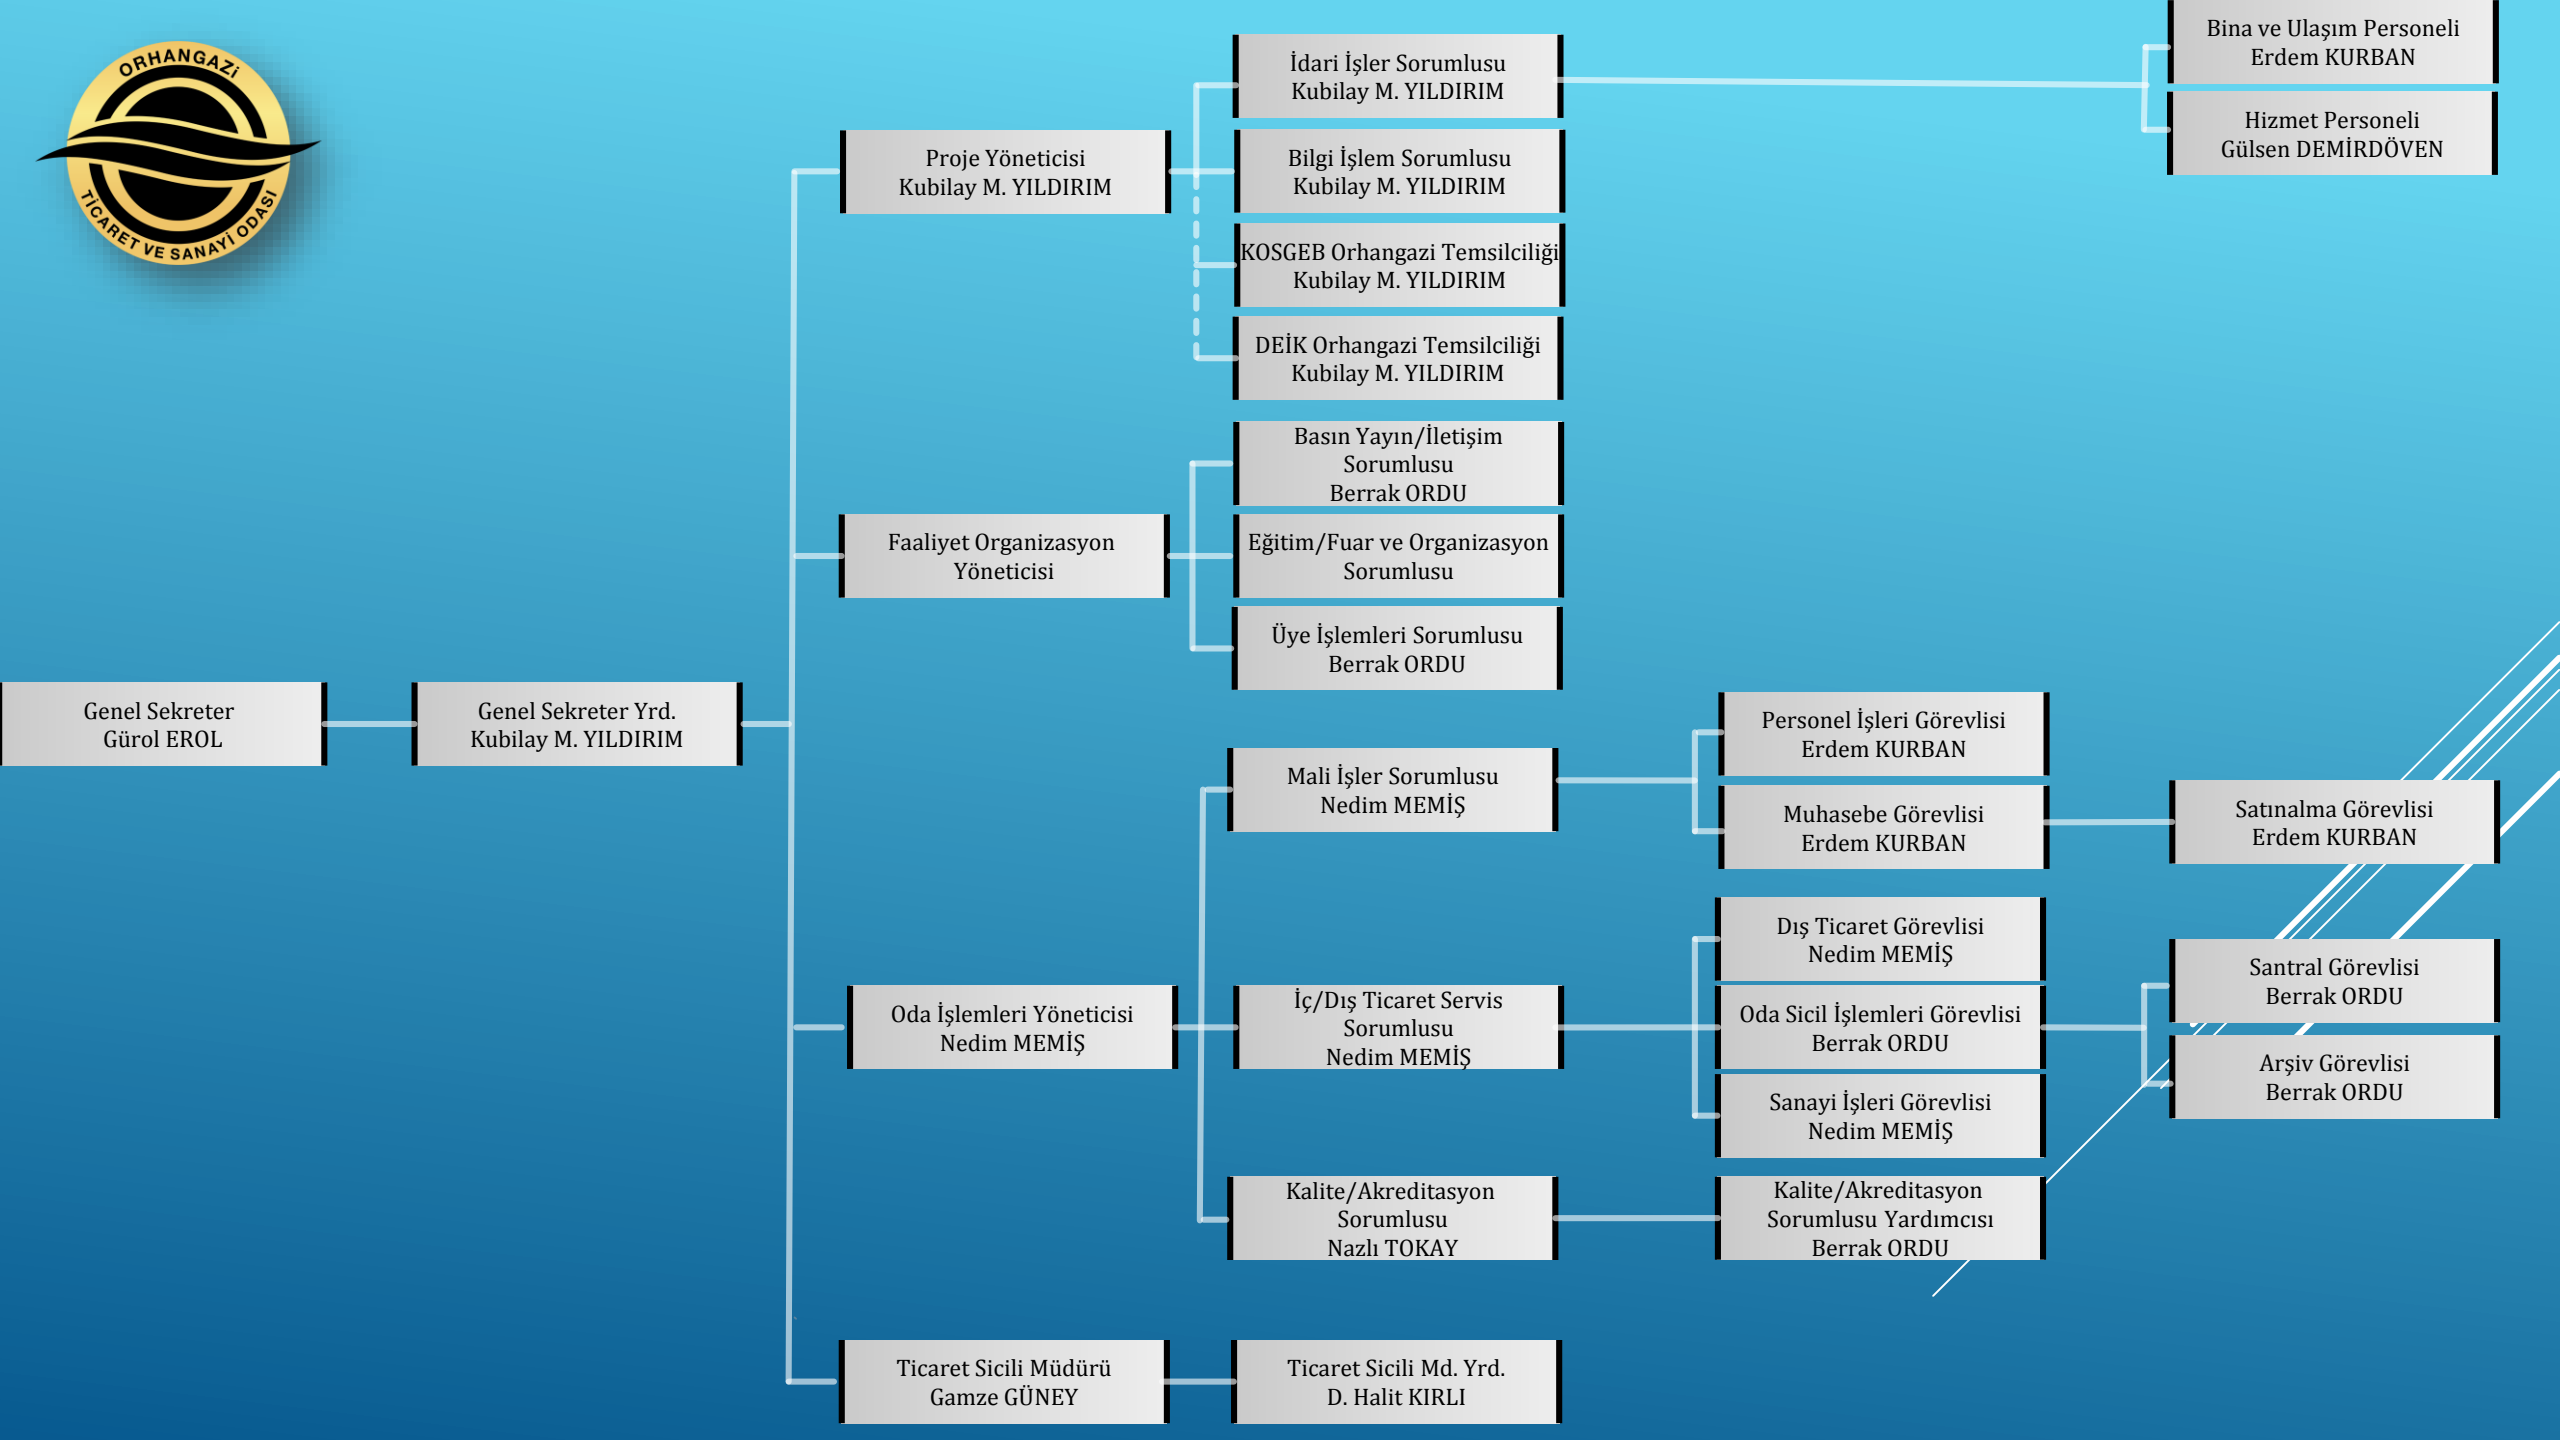 ORHANGAZİ
TİCARET VE SANAYİ ODASI
Genel Sekreter
Gürol EROL
Genel Sekreter Yrd.
Kubilay M. YILDIRIM
Proje Yöneticisi
Kubilay M. YILDIRIM
İdari İşler Sorumlusu
Kubilay M. YILDIRIM
Bina ve Ulaşım Personeli
Erdem KURBAN
Hizmet Personeli
Gülsen DEMİRDÖVEN
Bilgi İşlem Sorumlusu
Kubilay M. YILDIRIM
KOSGEB Orhangazi Temsilciliği
Kubilay M. YILDIRIM
DEİK Orhangazi Temsilciliği
Kubilay M. YILDIRIM
Faaliyet Organizasyon
Yöneticisi
Basın Yayın/İletişim
Sorumlusu
Berrak ORDU
Eğitim/Fuar ve Organizasyon
Sorumlusu
Üye İşlemleri Sorumlusu
Berrak ORDU
Oda İşlemleri Yöneticisi
Nedim MEMİŞ
Mali İşler Sorumlusu
Nedim MEMİŞ
Personel İşleri Görevlisi
Erdem KURBAN
Muhasebe Görevlisi
Erdem KURBAN
Satınalma Görevlisi
Erdem KURBAN
İç/Dış Ticaret Servis
Sorumlusu
Nedim MEMİŞ
Dış Ticaret Görevlisi
Nedim MEMİŞ
Oda Sicil İşlemleri Görevlisi
Berrak ORDU
Santral Görevlisi
Berrak ORDU
Arşiv Görevlisi
Berrak ORDU
Sanayi İşleri Görevlisi
Nedim MEMİŞ
Kalite/Akreditasyon
Sorumlusu
Nazlı TOKAY
Kalite/Akreditasyon
Sorumlusu Yardımcısı
Berrak ORDU
Ticaret Sicili Müdürü
Gamze GÜNEY
Ticaret Sicili Md. Yrd.
D. Halit KIRLI